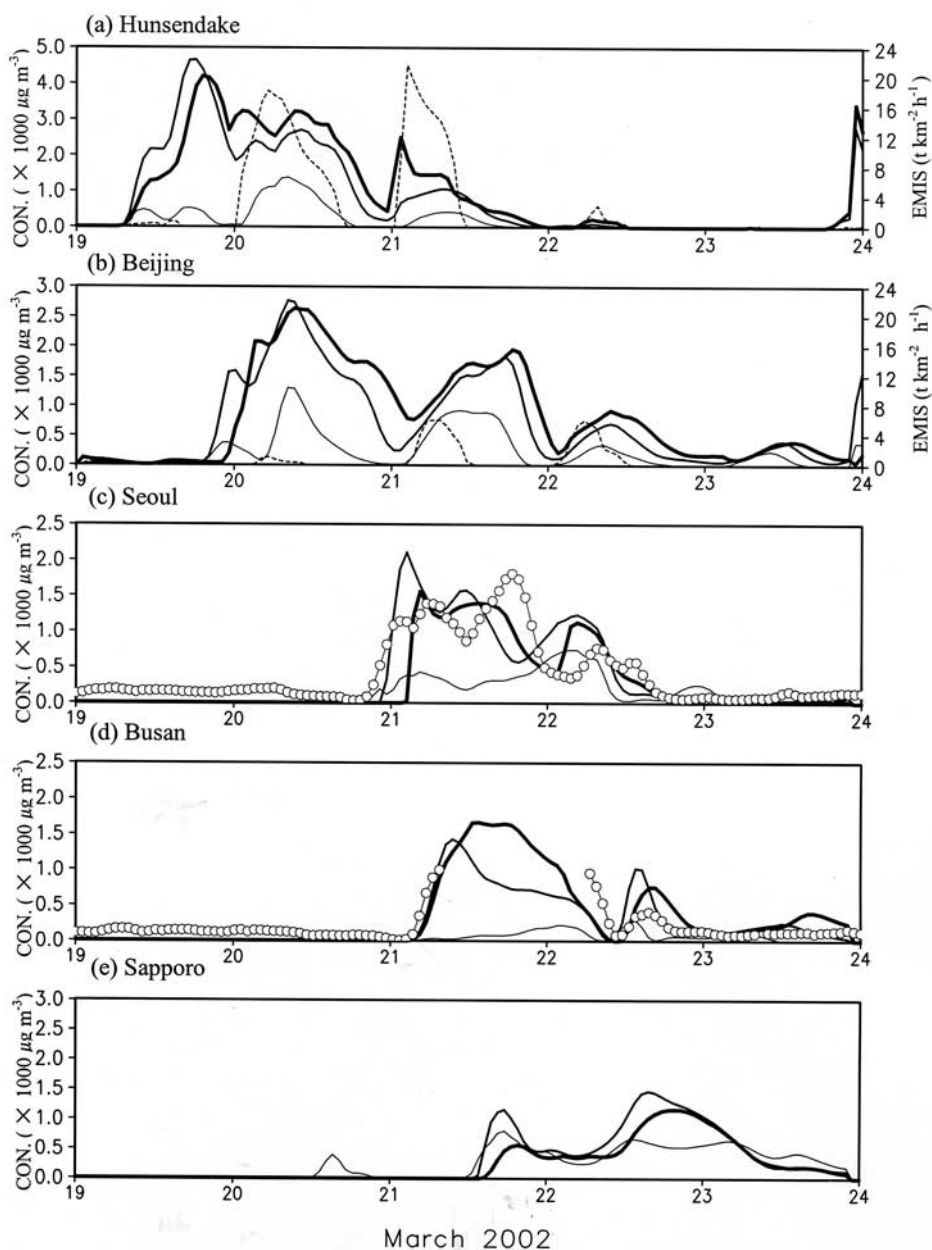 (a) Hunsendake
CON. ( × 1000 μg m⁻³)
5.0
4.0
3.0
2.0
1.0
0.0
24
20
16
12
8
4
0
EMIS (t km⁻² h⁻¹)
19 20 21 22 23 24
(b) Beijing
CON. ( × 1000 μg m⁻³)
3.0
2.5
2.0
1.5
1.0
0.5
0.0
24
20
16
12
8
4
0
EMIS (t km⁻² h⁻¹)
19 20 21 22 23 24
(c) Seoul
CON. ( × 1000 μg m⁻³)
2.5
2.0
1.5
1.0
0.5
0.0
19 20 21 22 23 24
(d) Busan
CON. ( × 1000 μg m⁻³)
2.5
2.0
1.5
1.0
0.5
0.0
19 20 21 22 23 24
(e) Sapporo
CON. ( × 1000 μg m⁻³)
3.0
2.5
2.0
1.5
1.0
0.5
0.0
19 20 21 22 23 24
March 2002